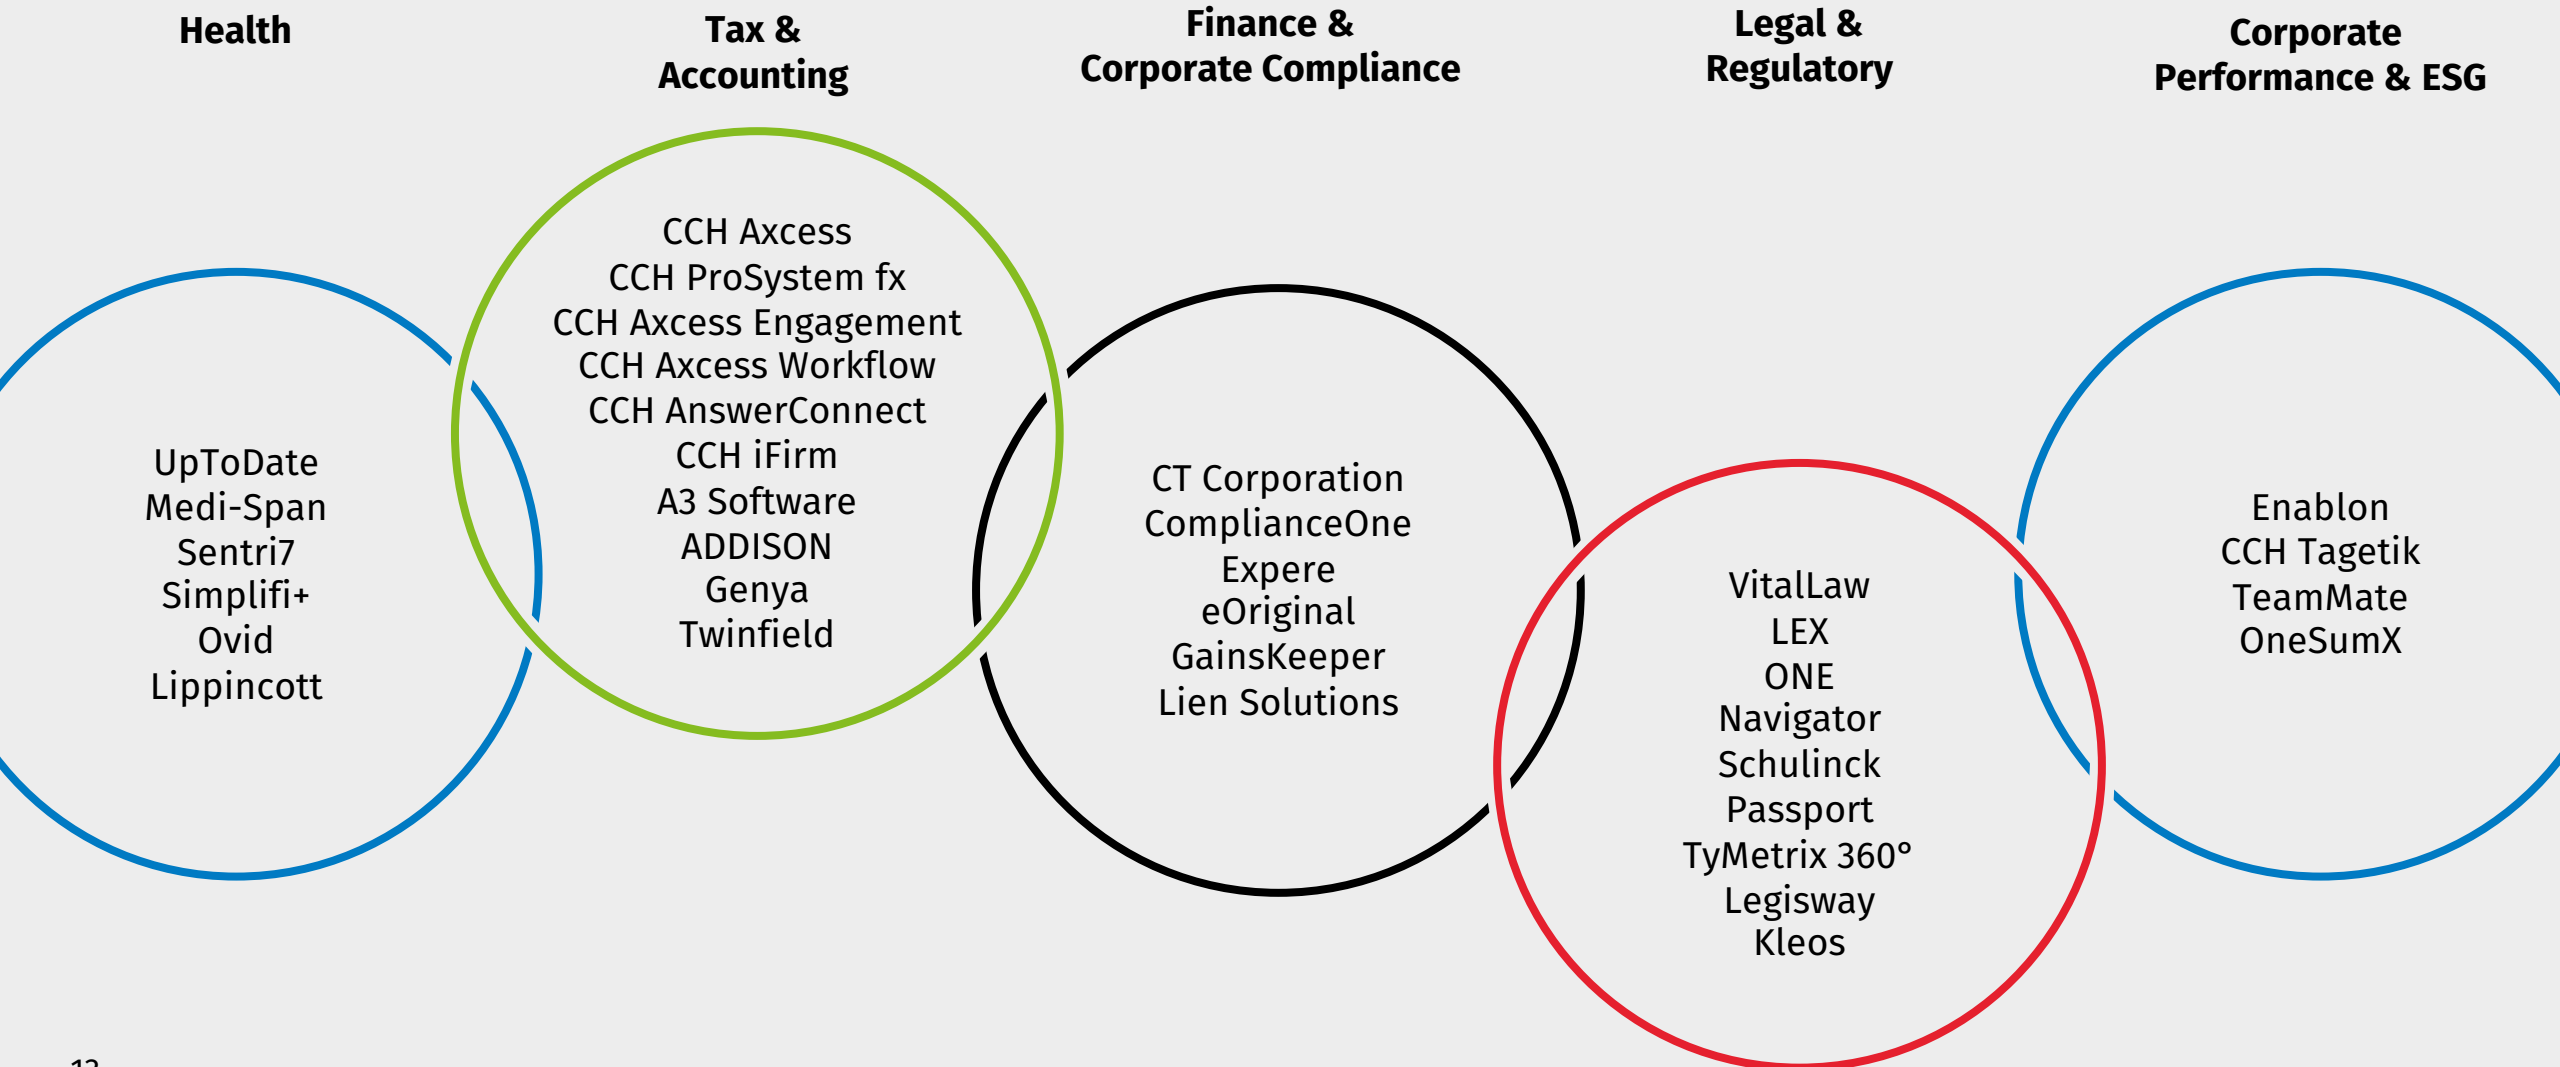 Health
Tax &
Accounting
Finance &
Corporate Compliance
Legal &
Regulatory
Corporate
Performance & ESG
UpToDate
Medi-Span
Sentri7
Simplifi+
Ovid
Lippincott
CCH Axcess
CCH ProSystem fx
CCH Axcess Engagement
CCH Axcess Workflow
CCH AnswerConnect
CCH iFirm
A3 Software
ADDISON
Genya
Twinfield
CT Corporation
ComplianceOne
Expere
eOriginal
GainsKeeper
Lien Solutions
VitalLaw
LEX
ONE
Navigator
Schulinck
Passport
TyMetrix 360°
Legisway
Kleos
Enablon
CCH Tagetik
TeamMate
OneSumX